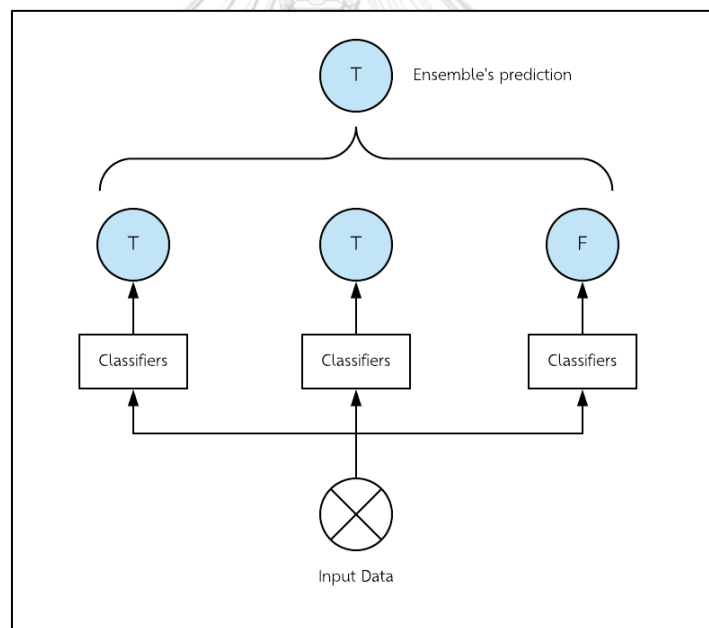 T Ensemble's prediction
T T F
Classifiers Classifiers Classifiers
Input Data